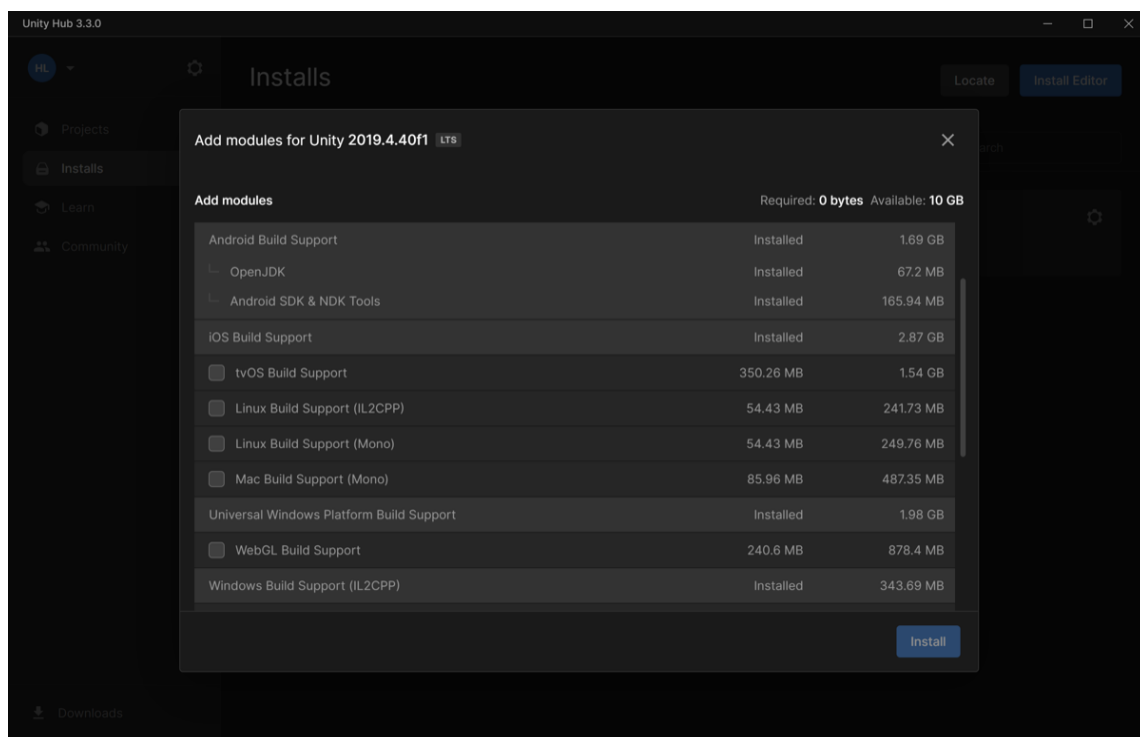 Unity Hub 3.3.0
HL
Installs
Locate
Install Editor
Projects
Installs
Learn
Community
arch
Add modules for Unity 2019.4.40f1 LTS
Add modules Required: 0 bytes Available: 10 GB
Android Build Support Installed 1.69 GB
OpenJDK Installed 67.2 MB
Android SDK & NDK Tools Installed 165.94 MB
iOS Build Support Installed 2.87 GB
tvOS Build Support 350.26 MB 1.54 GB
Linux Build Support (IL2CPP) 54.43 MB 241.73 MB
Linux Build Support (Mono) 54.43 MB 249.76 MB
Mac Build Support (Mono) 85.96 MB 487.35 MB
Universal Windows Platform Build Support Installed 1.98 GB
WebGL Build Support 240.6 MB 878.4 MB
Windows Build Support (IL2CPP) Installed 343.69 MB
Install
Downloads